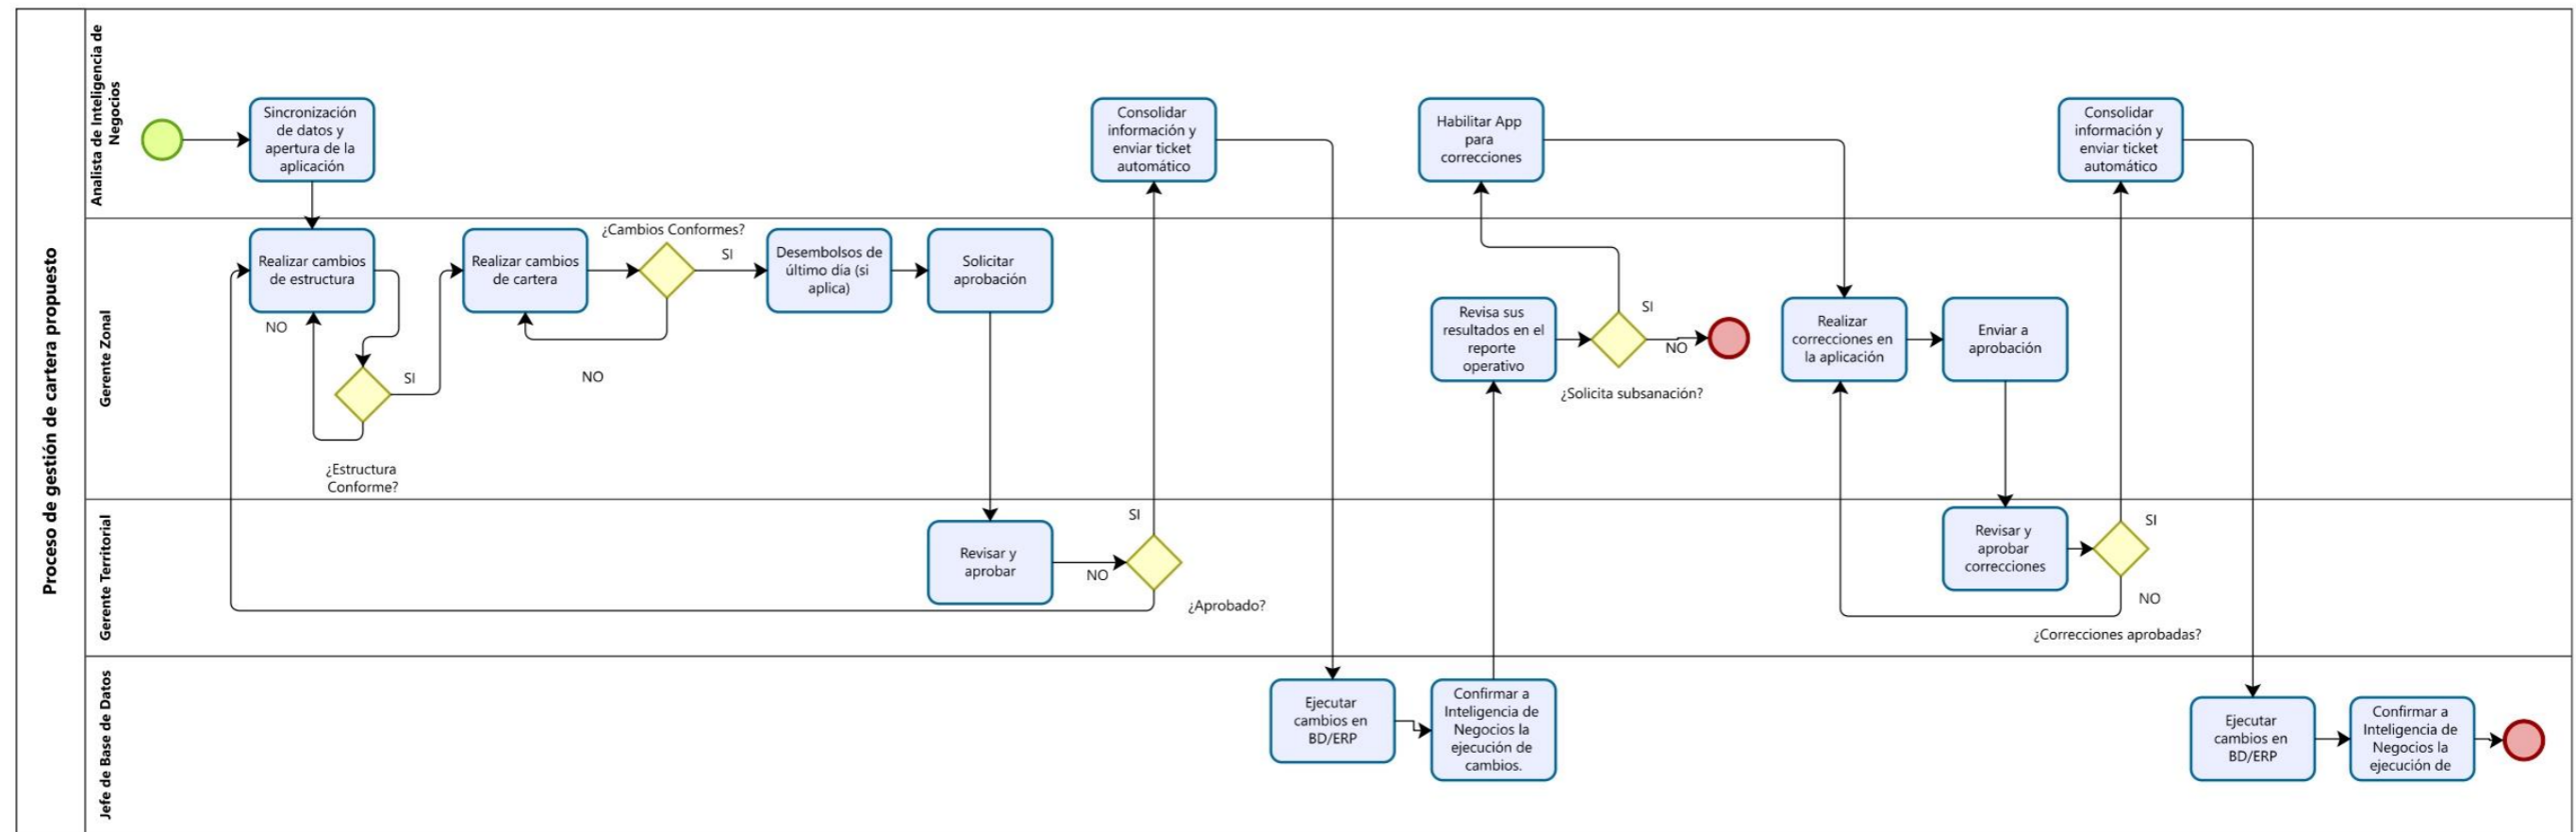 Proceso de gestión de cartera propuesto
Analista de Inteligencia de
Negocios
Sincronización
de datos y
apertura de la
aplicación
Consolidar
información y
enviar ticket
automático
Habilitar App
para
correcciones
Consolidar
información y
enviar ticket
automático
Gerente Zonal
Realizar cambios
de estructura
NO
SI
¿Estructura
Conforme?
Realizar cambios
de cartera
¿Cambios Conformes?
SI
NO
Desembolsos de
último día (si
aplica)
Solicitar
aprobación
Revisa sus
resultados en el
reporte
operativo
SI
NO
¿Solicita subsanación?
Realizar
correcciones en
la aplicación
Enviar a
aprobación
Gerente Territorial
Revisar y
aprobar
NO
SI
¿Aprobado?
Revisar y
aprobar
correcciones
SI
NO
¿Correcciones aprobadas?
Jefe de Base de Datos
Ejecutar
cambios en
BD/ERP
Confirmar a
Inteligencia de
Negocios la
ejecución de
cambios.
Ejecutar
cambios en
BD/ERP
Confirmar a
Inteligencia de
Negocios la
ejecución de